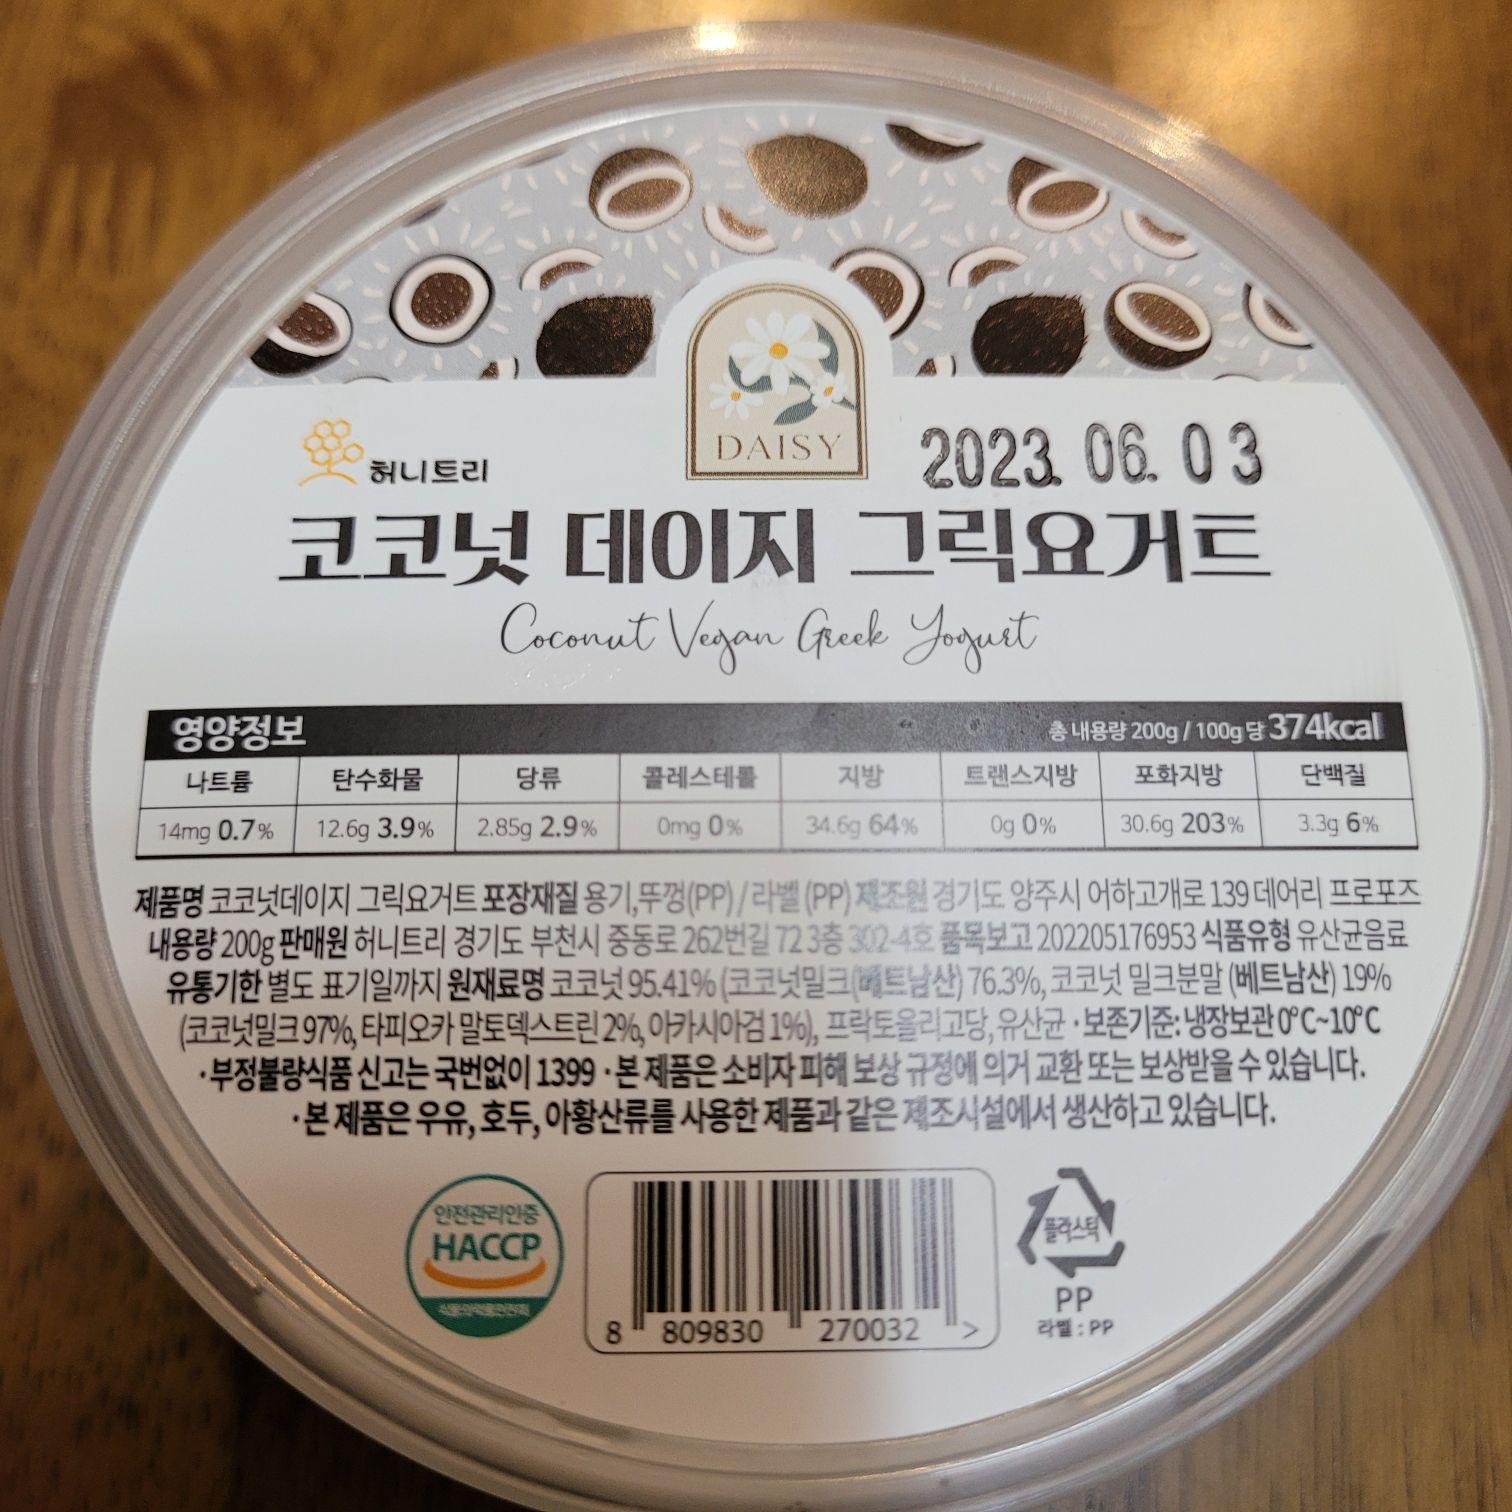 DAISY
허니트리
2023. 06. 03
코코넛 데이지 그릭요거트
Coconut Vegan Greek Yogurt
영양정보 총 내용량 200g / 100g당 374kcal
나트륨 탄수화물 당류 콜레스테롤 지방 트랜스지방 포화지방 단백질
14mg 0.7% 12.6g 3.9% 2.85g 2.9% 0mg 0% 34.6g 64% 0g 0% 30.6g 203% 3.3g 6%
제품명 코코넛데이지 그릭요거트 포장재질 용기,뚜껑(PP) / 라벨 (PP) 제조원 경기도 양주시 어하고개로 139 데어리 프로포즈
내용량 200g 판매원 허니트리 경기도 부천시 중동로 262번길 72 3층 302-4호 품목보고 202205176953 식품유형 유산균음료
유통기한 별도 표기일까지 원재료명 코코넛 95.41% (코코넛밀크(베트남산) 76.3%, 코코넛 밀크분말 (베트남산) 19%
(코코넛밀크 97%, 타피오카 말토덱스트린 2%, 아카시아검 1%), 프락토올리고당, 유산균 · 보존기준: 냉장보관 0°C~10°C
· 부정불량식품 신고는 국번없이 1399 · 본 제품은 소비자 피해 보상 규정에 의거 교환 또는 보상받을 수 있습니다.
· 본 제품은 우유, 호두, 아황산류를 사용한 제품과 같은 제조시설에서 생산하고 있습니다.
안전관리인증
HACCP
식품의약품안전처
8 809830 270032 >
플라스틱
PP
라벨 : PP